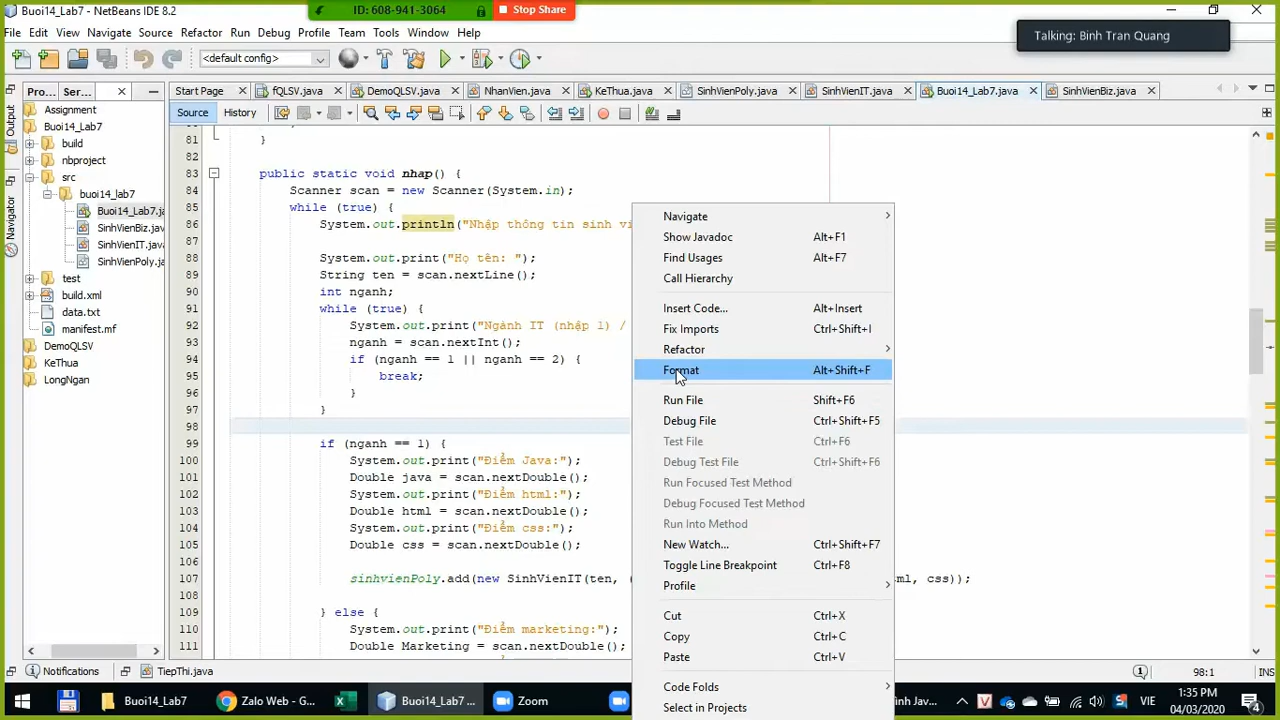 Buoi14_Lab7 - NetBeans IDE 8.2
ID: 608-941-3064
Stop Share
Talking: Binh Tran Quang
File Edit View Navigate Source Refactor Run Debug Profile Team Tools Window Help
<default config>
Pro... Ser...
Start Page
fQLSV.java
DemoQLSV.java
NhanVien.java
KeThua.java
SinhVienPoly.java
SinhVienIT.java
Buoi14_Lab7.java
SinhVienBiz.java
Source History
Output
Navigator
Assignment
Buoi14_Lab7
build
nbproject
src
buoi14_lab7
Buoi14_Lab7.ja
SinhVienBiz.java
SinhVienIT.java
SinhVienPoly.java
test
build.xml
data.txt
manifest.mf
DemoQLSV
KeThua
LongNgan
81 }
82
83 public static void nhap() {
84 Scanner scan = new Scanner(System.in);
85 while (true) {
86 System.out.println("Nhập thông tin sinh vi
87
88 System.out.print("Họ tên: ");
89 String ten = scan.nextLine();
90 int nganh;
91 while (true) {
92 System.out.print("Ngành IT (nhập 1) /
93 nganh = scan.nextInt();
94 if (nganh == 1 || nganh == 2) {
95 break;
96 }
97 }
98
99 if (nganh == 1) {
100 System.out.print("Điểm Java:");
101 Double java = scan.nextDouble();
102 System.out.print("Điểm html:");
103 Double html = scan.nextDouble();
104 System.out.print("Điểm css:");
105 Double css = scan.nextDouble();
106
107 sinhvienPoly.add(new SinhVienIT(ten, ml, css));
108
109 } else {
110 System.out.print("Điểm marketing:");
111 Double Marketing = scan.nextDouble();
Navigate
Show Javadoc Alt+F1
Find Usages Alt+F7
Call Hierarchy
Insert Code... Alt+Insert
Fix Imports Ctrl+Shift+I
Refactor
Format Alt+Shift+F
Run File Shift+F6
Debug File Ctrl+Shift+F5
Test File Ctrl+F6
Debug Test File Ctrl+Shift+F6
Run Focused Test Method
Debug Focused Test Method
Run Into Method
New Watch... Ctrl+Shift+F7
Toggle Line Breakpoint Ctrl+F8
Profile
Cut Ctrl+X
Copy Ctrl+C
Paste Ctrl+V
Code Folds
Select in Projects
Notifications
TiepThi.java
98:1
INS
Buoi14_Lab7
Zalo Web - G...
Buoi14_Lab7 ...
Zoom
inh Jav...
VIE
1:35 PM
04/03/2020
4